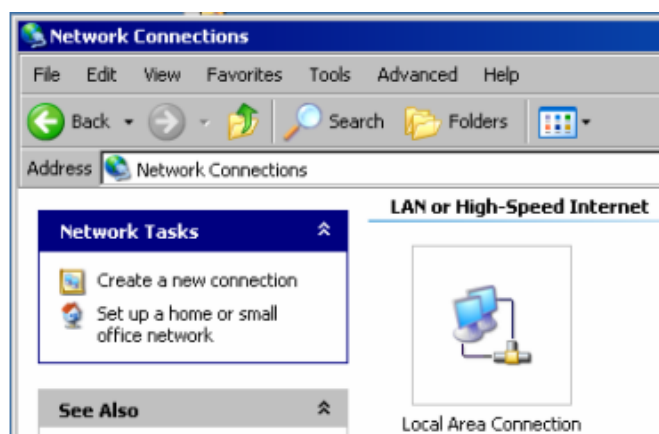 Network Connections
File Edit View Favorites Tools Advanced Help
Back Search Folders
Address Network Connections
LAN or High-Speed Internet
Network Tasks
Create a new connection
Set up a home or small
office network
See Also
Local Area Connection